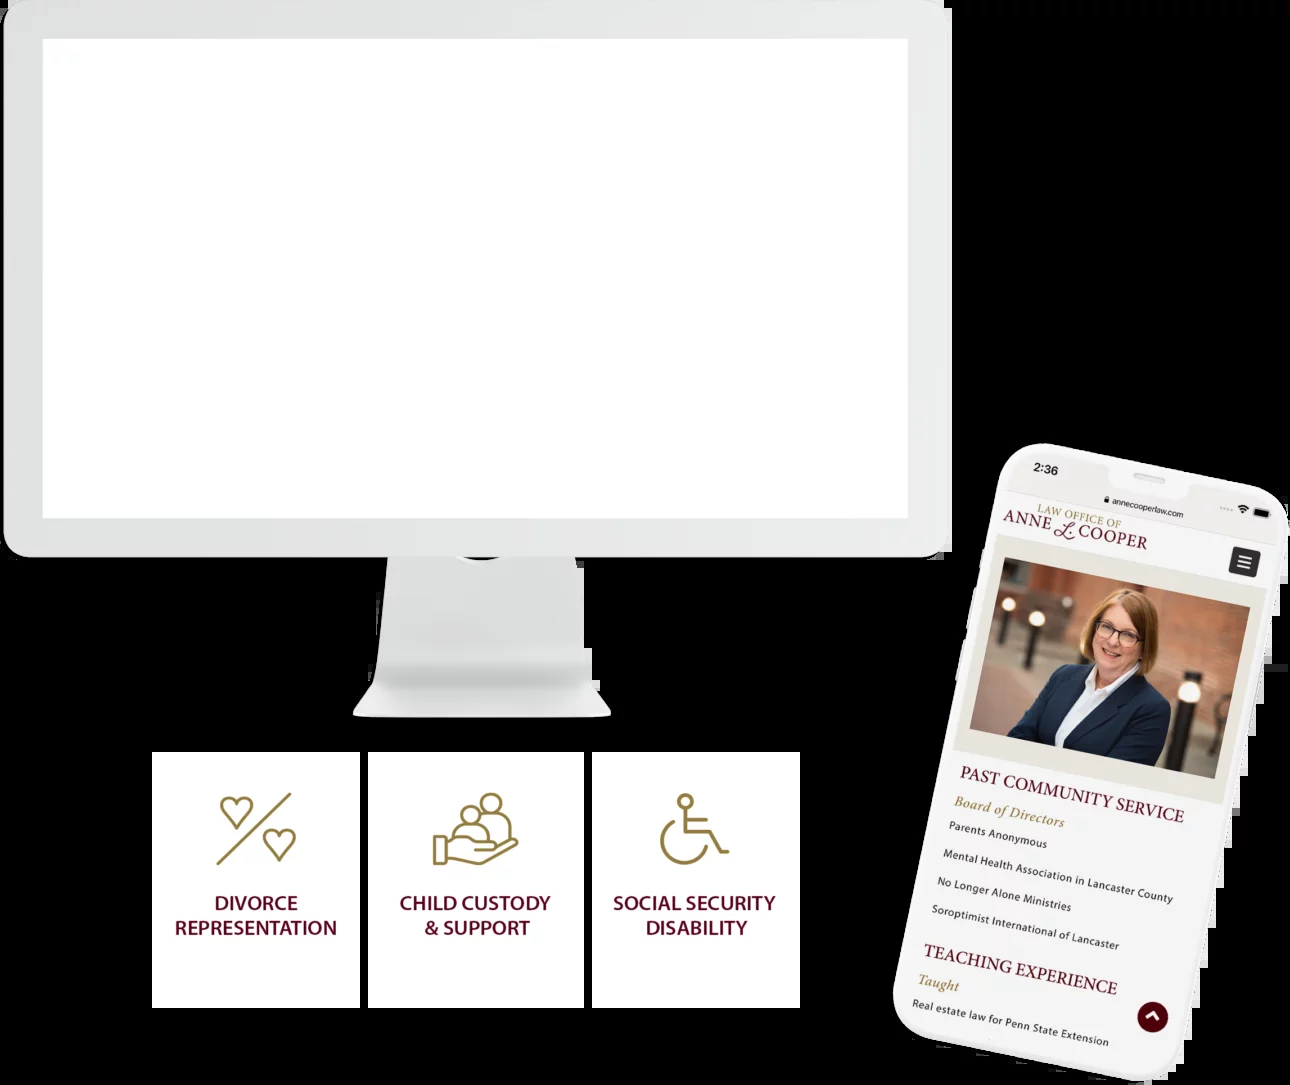 DIVORCE
REPRESENTATION
CHILD CUSTODY
& SUPPORT
SOCIAL SECURITY
DISABILITY
2:36
annecooperlaw.com
LAW OFFICE OF
ANNE L. COOPER
PAST COMMUNITY SERVICE
Board of Directors
Parents Anonymous
Mental Health Association in Lancaster County
No Longer Alone Ministries
Soroptimist International of Lancaster
TEACHING EXPERIENCE
Taught
Real estate law for Penn State Extension